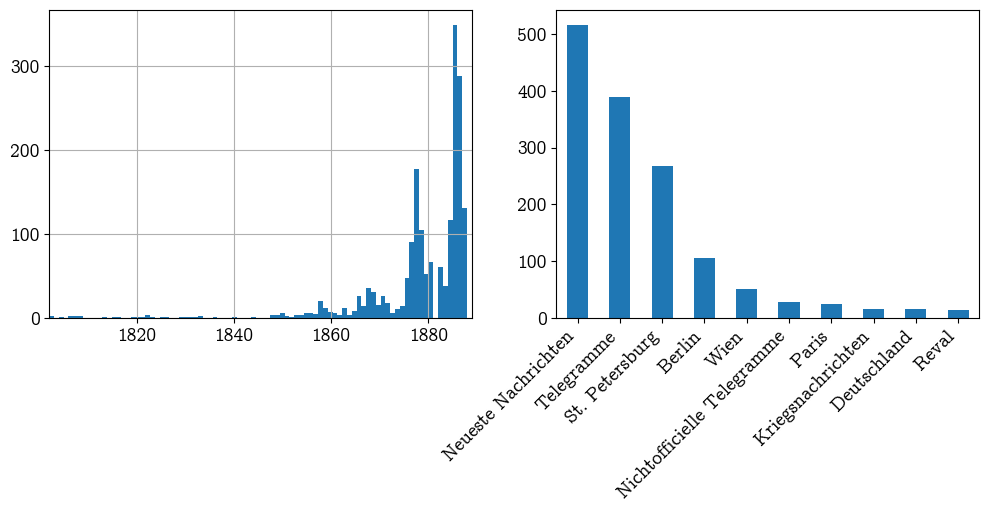 300
200
100
0
1820
1840
1860
1880
500
400
300
200
100
0
Neueste Nachrichten
Telegramme
St. Petersburg
Berlin
Wien
Nichtofficielle Telegramme
Paris
Kriegsnachrichten
Deutschland
Reval